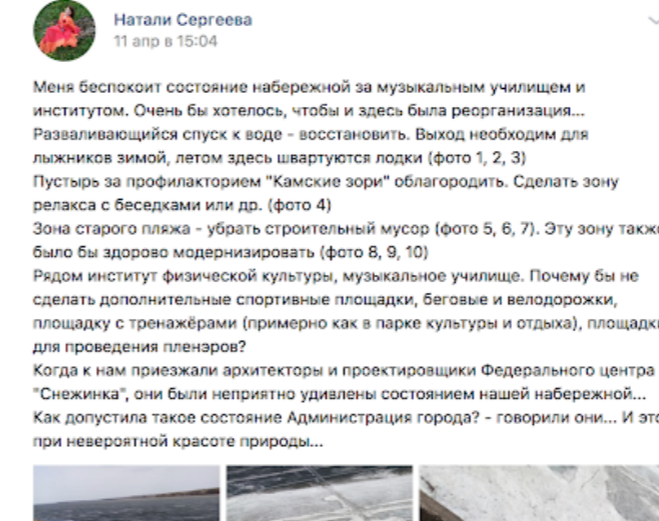 Натали Сергеева
11 апр в 15:04
Меня беспокоит состояние набережной за музыкальным училищем и
институтом. Очень бы хотелось, чтобы и здесь была реорганизация...
Разваливающийся спуск к воде - восстановить. Выход необходим для
лыжников зимой, летом здесь швартуются лодки (фото 1, 2, 3)
Пустырь за профилакторием "Камские зори" облагородить. Сделать зону
релакса с беседками или др. (фото 4)
Зона старого пляжа - убрать строительный мусор (фото 5, 6, 7). Эту зону также
было бы здорово модернизировать (фото 8, 9, 10)
Рядом институт физической культуры, музыкальное училище. Почему бы не
сделать дополнительные спортивные площадки, беговые и велодорожки,
площадку с тренажёрами (примерно как в парке культуры и отдыха), площадки
для проведения пленэров?
Когда к нам приезжали архитекторы и проектировщики Федерального центра
"Снежинка", они были неприятно удивлены состоянием нашей набережной...
Как допустила такое состояние Администрация города? - говорили они... И это
при невероятной красоте природы...